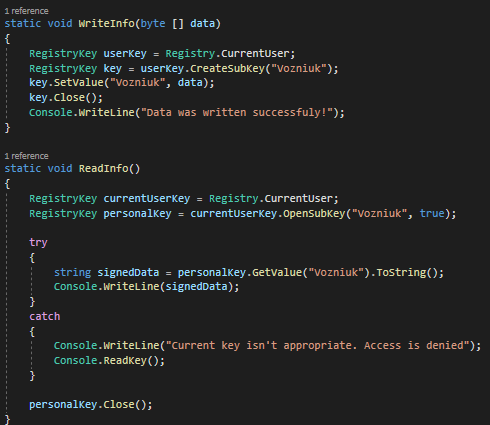 1 reference
static void WriteInfo(byte [] data)
{
RegistryKey userKey = Registry.CurrentUser;
RegistryKey key = userKey.CreateSubKey("Vozniuk");
key.SetValue("Vozniuk", data);
key.Close();
Console.WriteLine("Data was written successfuly!");
}
1 reference
static void ReadInfo()
{
RegistryKey currentUserKey = Registry.CurrentUser;
RegistryKey personalKey = currentUserKey.OpenSubKey("Vozniuk", true);
try
{
string signedData = personalKey.GetValue("Vozniuk").ToString();
Console.WriteLine(signedData);
}
catch
{
Console.WriteLine("Current key isn't appropriate. Access is denied");
Console.ReadKey();
}
personalKey.Close();
}